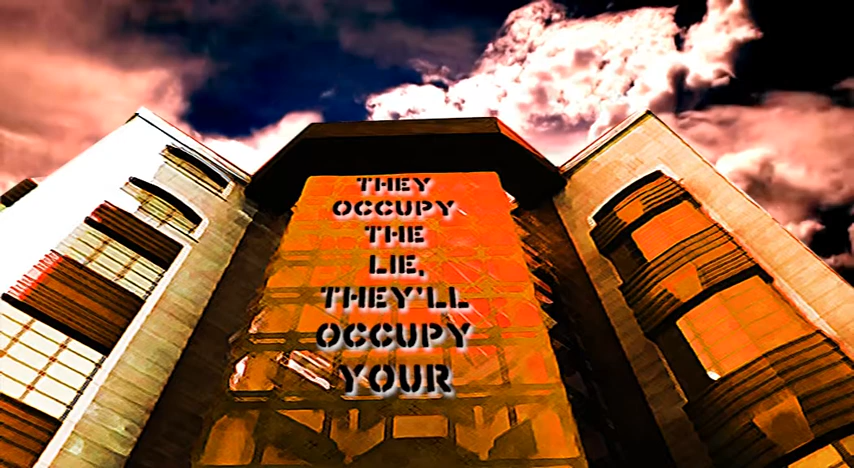 THEY
OCCUPY
THE
LIE,
THEY'LL
OCCUPY
YOUR